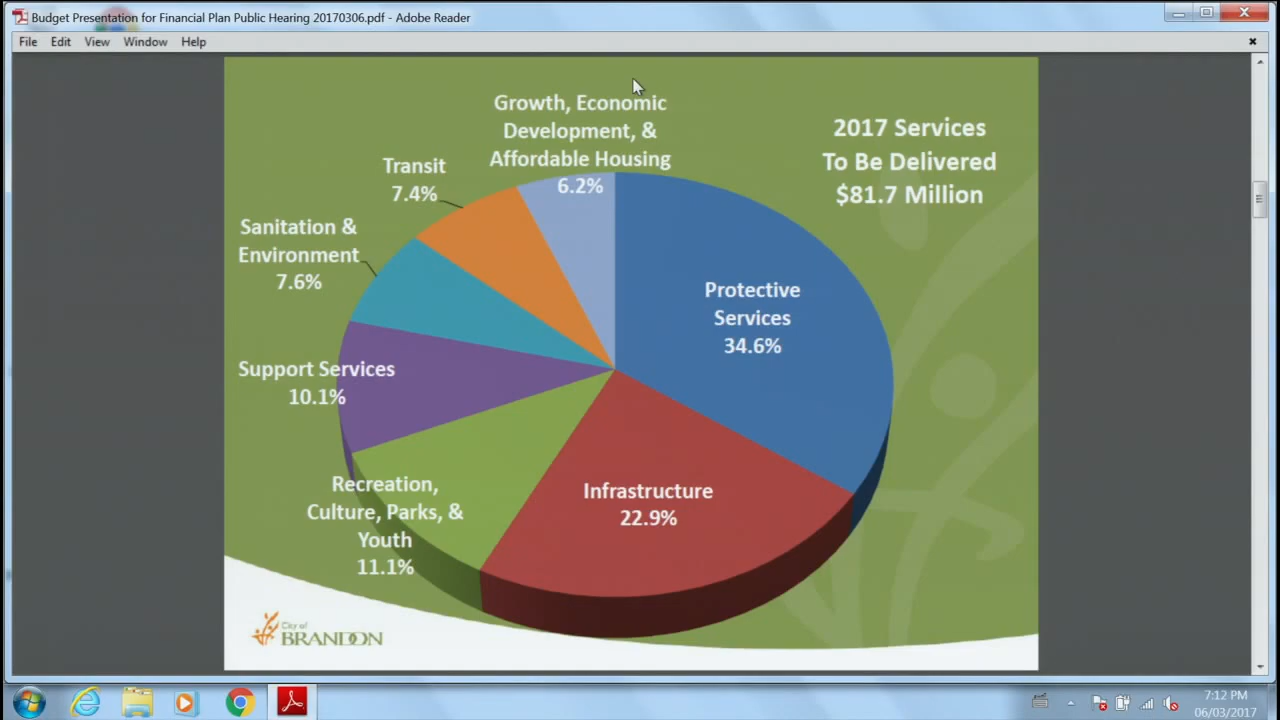 Budget Presentation for Financial Plan Public Hearing 20170306.pdf - Adobe Reader
File Edit View Window Help
Growth, Economic
Development, &
Affordable Housing
6.2%
2017 Services
To Be Delivered
$81.7 Million
Transit
7.4%
Sanitation &
Environment
7.6%
Protective
Services
34.6%
Support Services
10.1%
Recreation,
Culture, Parks, &
Youth
11.1%
Infrastructure
22.9%
City of
BRANDON
7:12 PM
06/03/2017